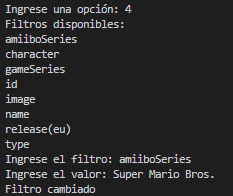 Ingrese una opción: 4
Filtros disponibles:
amiiboSeries
character
gameSeries
id
image
name
release(eu)
type
Ingrese el filtro: amiiboSeries
Ingrese el valor: Super Mario Bros.
Filtro cambiado